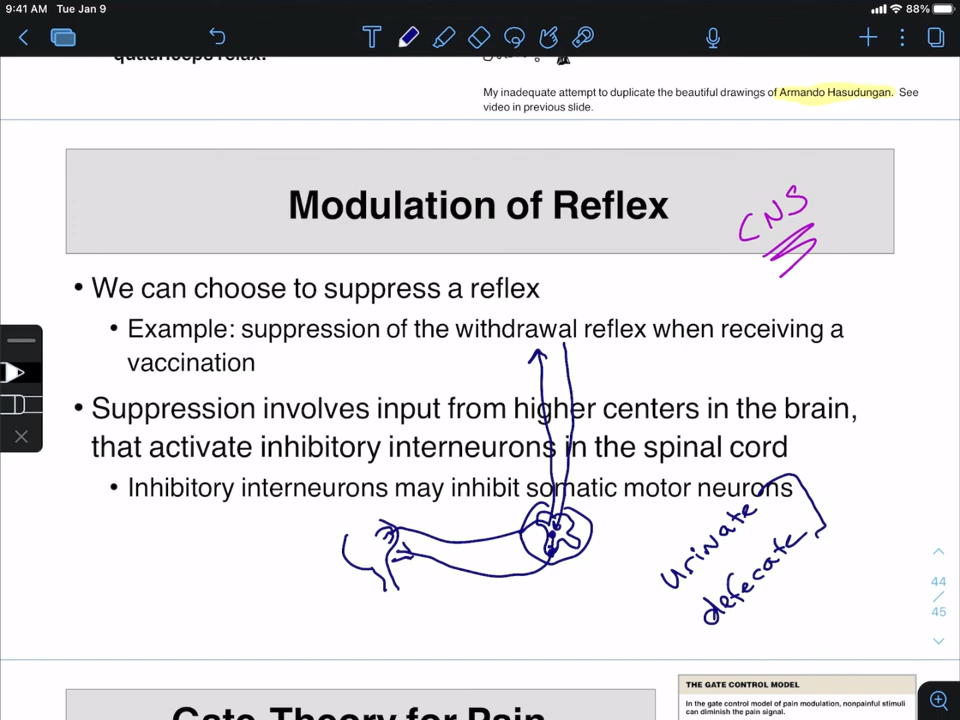 9:41 AM Tue Jan 9
88%
My inadequate attempt to duplicate the beautiful drawings of Armando Hasudungan. See
video in previous slide.
Modulation of Reflex
CNS
• We can choose to suppress a reflex
• Example: suppression of the withdrawal reflex when receiving a
vaccination
• Suppression involves input from higher centers in the brain,
that activate inhibitory interneurons in the spinal cord
• Inhibitory interneurons may inhibit somatic motor neurons
urinate
defecate
44
/
45
Gate-Theory for Pain
THE GATE CONTROL MODEL
In the gate control model of pain modulation, nonpainful stimuli
can diminish the pain signal.